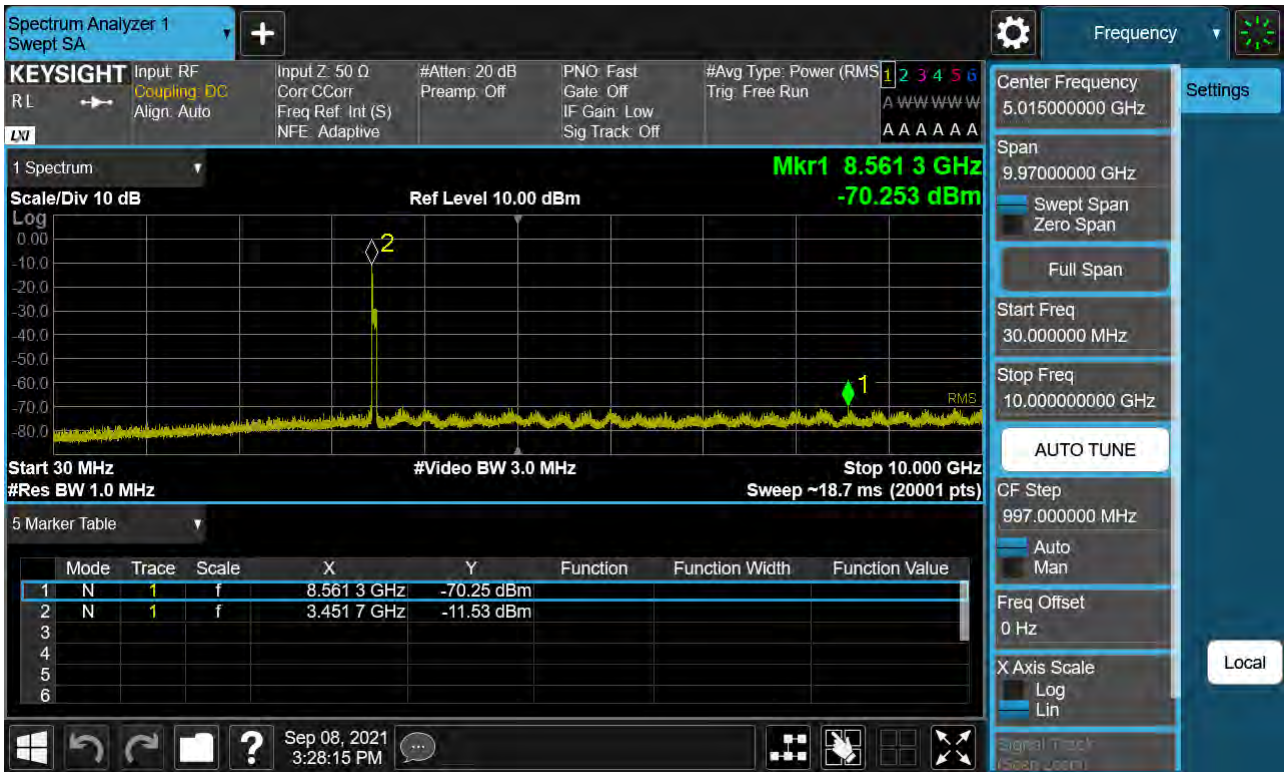 Spectrum Analyzer 1
Swept SA
+
Frequency
KEYSIGHT
RL
LXI
Input: RF
Coupling: DC
Align: Auto
Input Z: 50 Ω
Corr CCorr
Freq Ref: Int (S)
NFE: Adaptive
#Atten: 20 dB
Preamp: Off
PNO: Fast
Gate: Off
IF Gain: Low
Sig Track: Off
#Avg Type: Power (RMS
Trig: Free Run
1 2 3 4 5 6
A W W W W W
A A A A A A
1 Spectrum
Scale/Div 10 dB
Ref Level 10.00 dBm
Mkr1 8.561 3 GHz
-70.253 dBm
Log
0.00
-10.0
-20.0
-30.0
-40.0
-50.0
-60.0
-70.0
-80.0
2
1
RMS
Start 30 MHz
#Video BW 3.0 MHz
Stop 10.000 GHz
#Res BW 1.0 MHz
Sweep ~18.7 ms (20001 pts)
5 Marker Table
Mode Trace Scale X Y Function Function Width Function Value
1 N 1 f 8.561 3 GHz -70.25 dBm
2 N 1 f 3.451 7 GHz -11.53 dBm
3
4
5
6
Center Frequency
5.015000000 GHz
Span
9.97000000 GHz
Swept Span
Zero Span
Full Span
Start Freq
30.000000 MHz
Stop Freq
10.000000000 GHz
AUTO TUNE
CF Step
997.000000 MHz
Auto
Man
Freq Offset
0 Hz
X Axis Scale
Log
Lin
Signal Track
(Span Zoom)
Settings
Local
?
Sep 08, 2021
3:28:15 PM